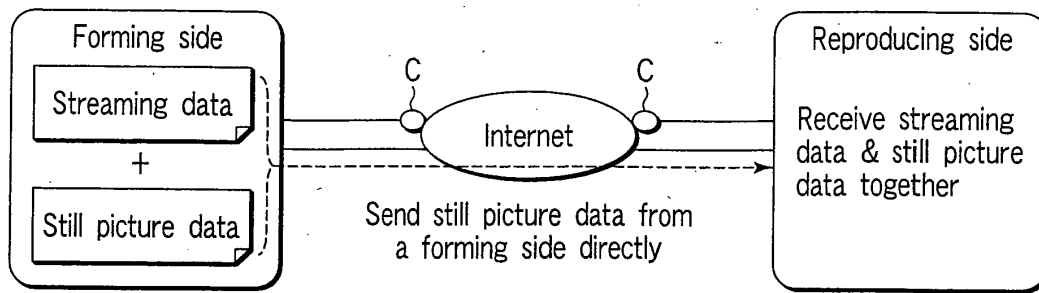 Forming side
Streaming data
+
Still picture data
C
C
Internet
Send still picture data from
a forming side directly
Reproducing side
Receive streaming
data & still picture
data together